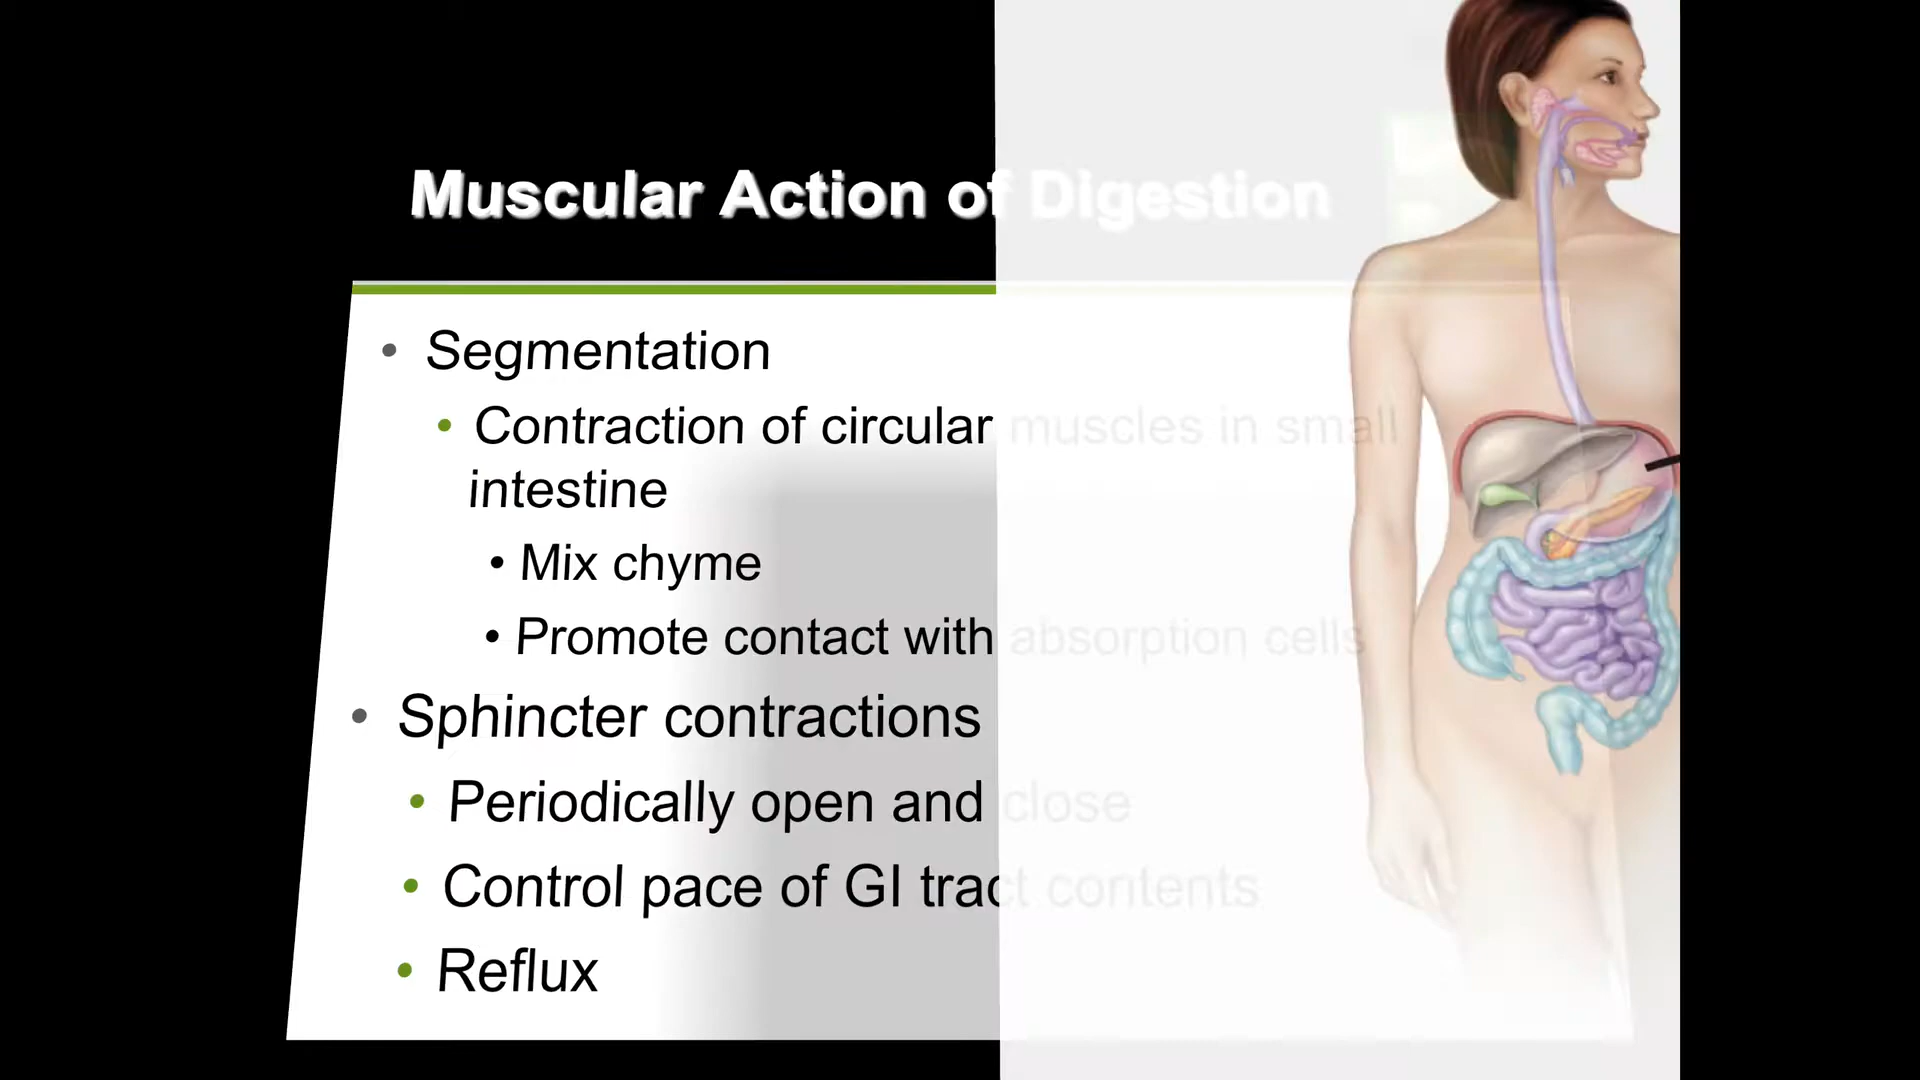 Muscular Action of Digestion
• Segmentation
• Contraction of circular muscles in small
intestine
• Mix chyme
• Promote contact with absorption cells
• Sphincter contractions
• Periodically open and close
• Control pace of GI tract contents
• Reflux